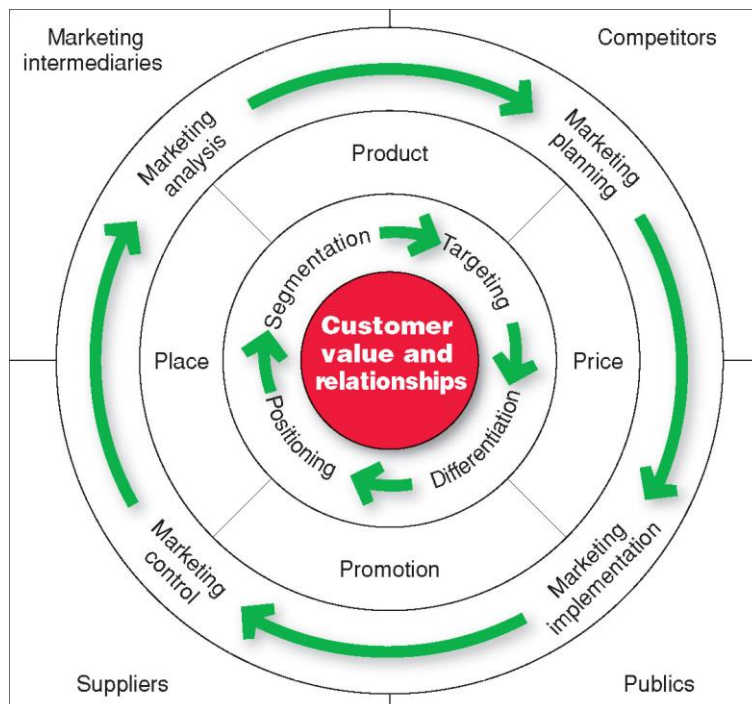 Marketing
intermediaries
Competitors
Marketing
analysis
Marketing
planning
Product
Segmentation
Targeting
Customer
value and
relationships
Place
Price
Positioning
Differentiation
Promotion
Marketing
control
Marketing
implementation
Suppliers
Publics